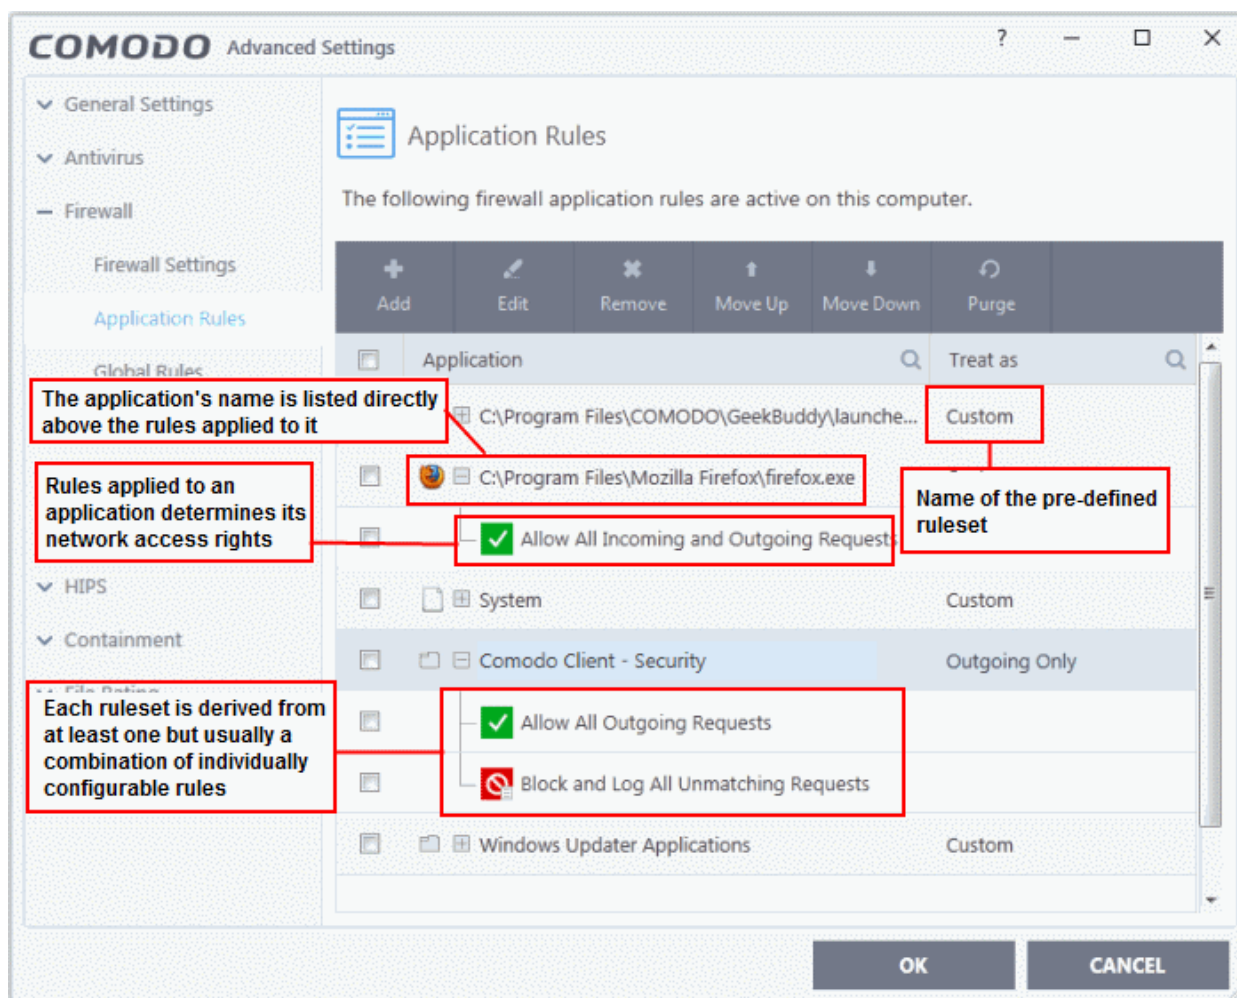 COMODO Advanced Settings
?
General Settings
Antivirus
Firewall
Firewall Settings
Application Rules
Global Rules
HIPS
Containment
File Rating
Application Rules
The following firewall application rules are active on this computer.
Add Edit Remove Move Up Move Down Purge
Application Treat as
C:\Program Files\COMODO\GeekBuddy\launche... Custom
C:\Program Files\Mozilla Firefox\firefox.exe
Allow All Incoming and Outgoing Requests
System Custom
Comodo Client - Security Outgoing Only
Allow All Outgoing Requests
Block and Log All Unmatching Requests
Windows Updater Applications Custom
The application's name is listed directly
above the rules applied to it
Rules applied to an
application determines its
network access rights
Name of the pre-defined
ruleset
Each ruleset is derived from
at least one but usually a
combination of individually
configurable rules
OK CANCEL